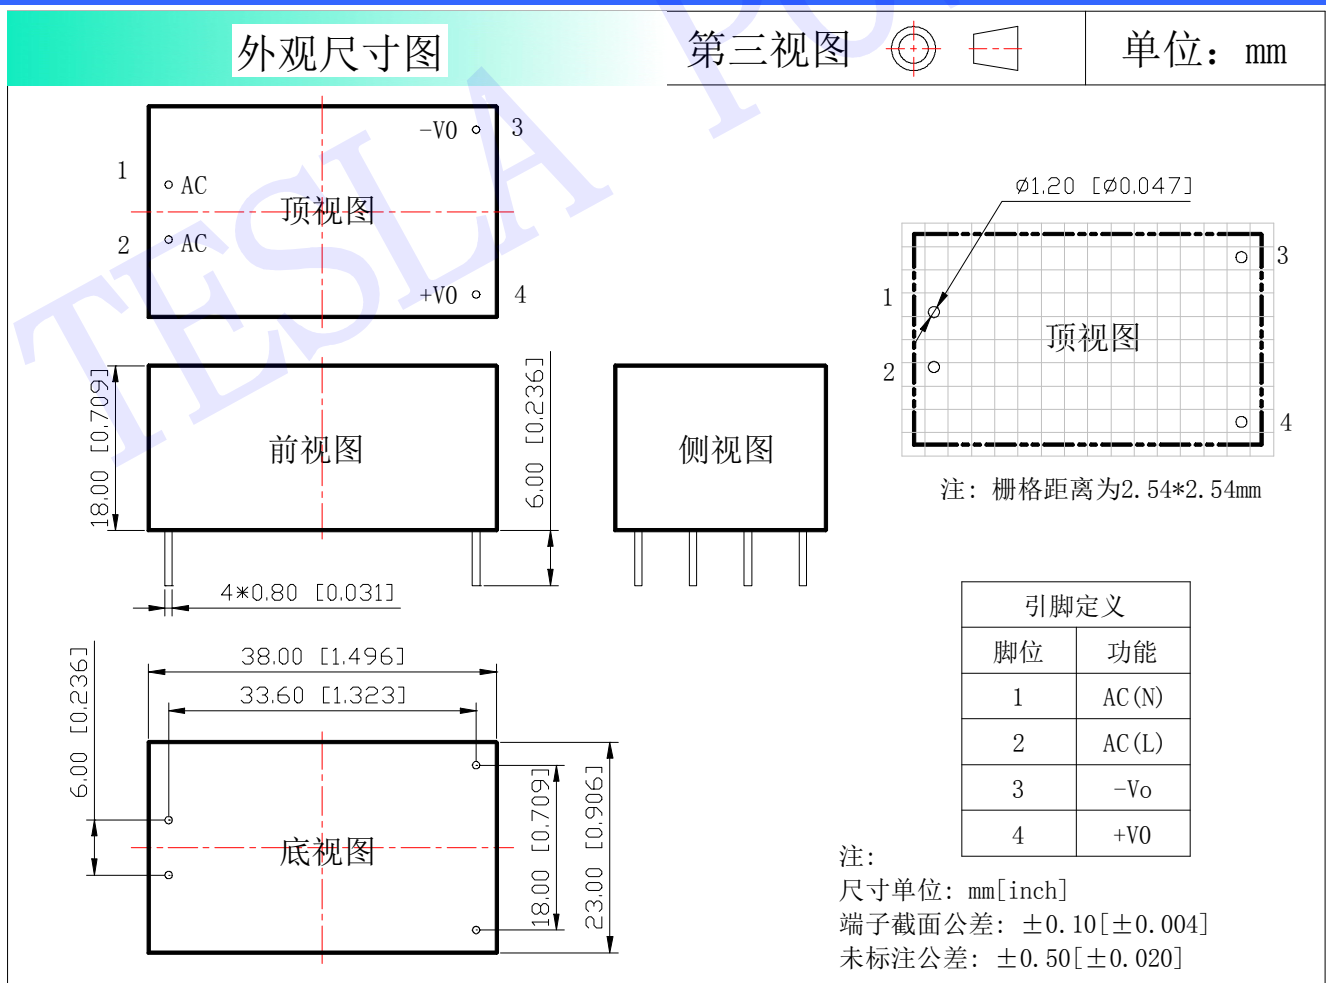 外观尺寸图
第三视图
单位: mm
TESLA PO
-V0 3
1 AC
顶视图
2 AC
+V0 4
18.00 [0.709]
前视图
6.00 [0.236]
侧视图
4*0.80 [0.031]
Ø1.20 [Ø0.047]
3
1
顶视图
2
4
注: 栅格距离为2.54*2.54mm
38.00 [1.496]
33.60 [1.323]
6.00 [0.236]
底视图
18.00 [0.709]
23.00 [0.906]
引脚定义
脚位 功能
1 AC(N)
2 AC(L)
3 -Vo
4 +V0
注:
尺寸单位: mm[inch]
端子截面公差: ±0.10[±0.004]
未标注公差: ±0.50[±0.020]